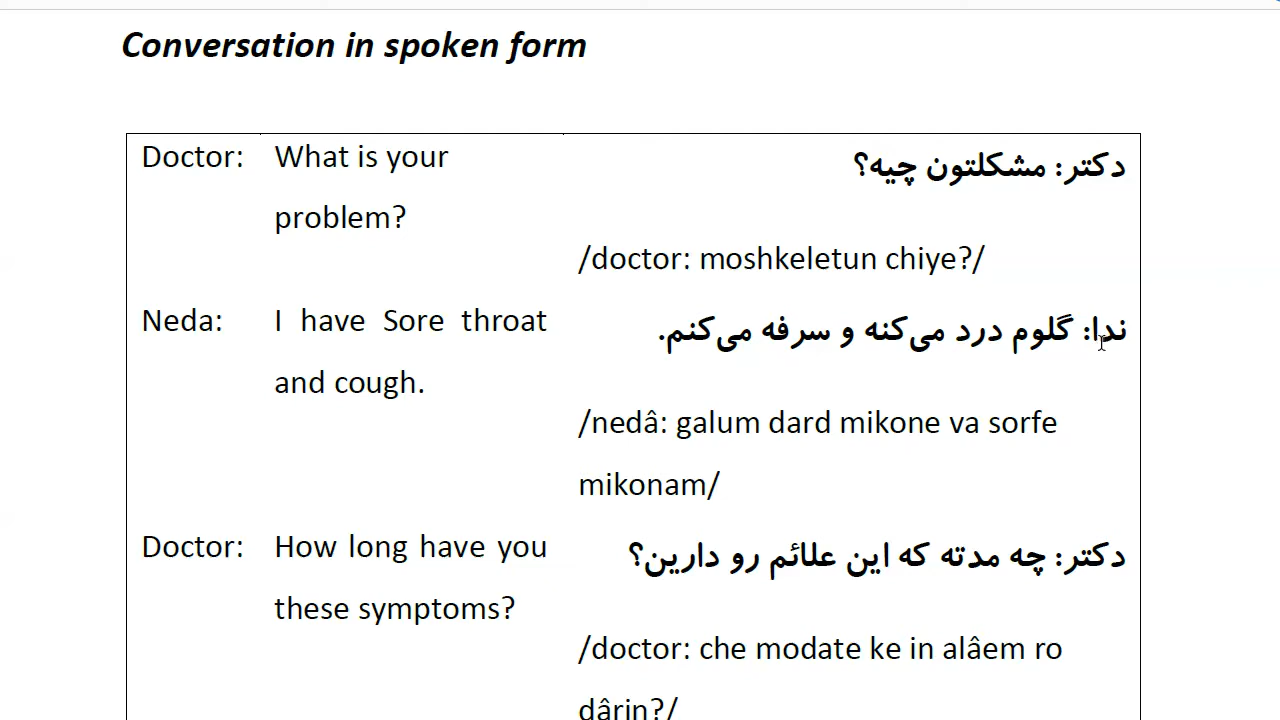 Conversation in spoken form
Doctor:
What is your
problem?
دکتر: مشکلتون چیه؟
/doctor: moshkeletun chiye?/
Neda:
I have Sore throat
and cough.
ندا: گلوم درد می‌کنه و سرفه می‌کنم.
/nedâ: galum dard mikone va sorfe
mikonam/
Doctor:
How long have you
these symptoms?
دکتر: چه مدته که این علائم رو دارین؟
/doctor: che modate ke in alâem ro
dârin?/